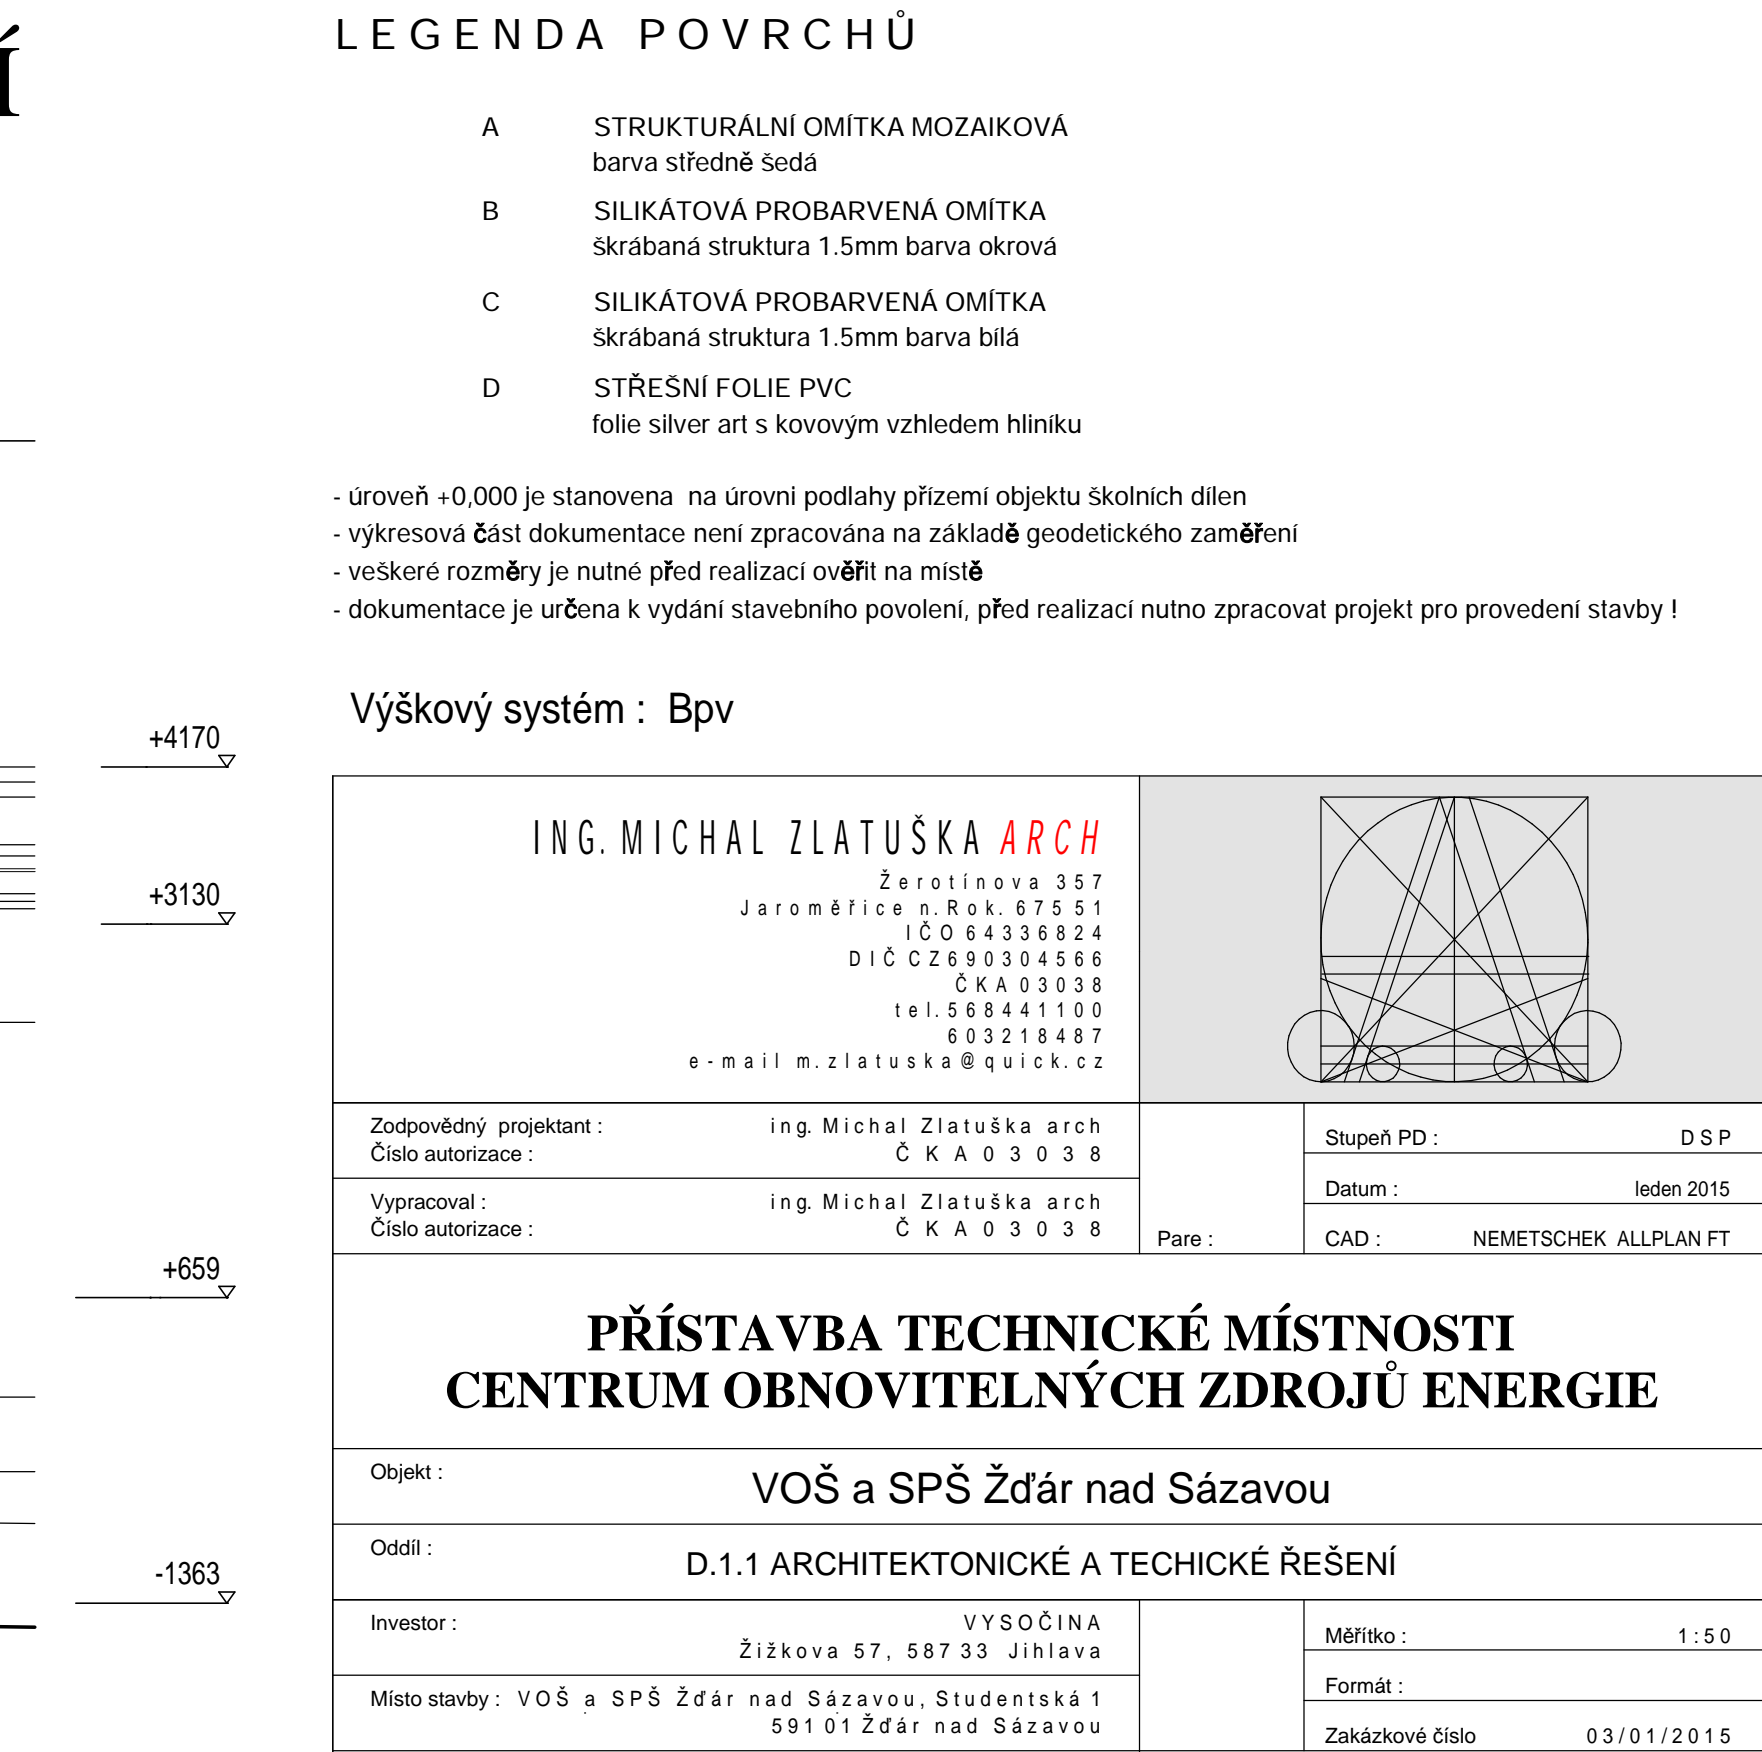 Í
LEGENDA POVRCHŮ
A STRUKTURÁLNÍ OMÍTKA MOZAIKOVÁ
barva středně šedá
B SILIKÁTOVÁ PROBARVENÁ OMÍTKA
škrábaná struktura 1.5mm barva okrová
C SILIKÁTOVÁ PROBARVENÁ OMÍTKA
škrábaná struktura 1.5mm barva bílá
D STŘEŠNÍ FOLIE PVC
folie silver art s kovovým vzhledem hliníku
- úroveň +0,000 je stanovena na úrovni podlahy přízemí objektu školních dílen
- výkresová část dokumentace není zpracována na základě geodetického zaměření
- veškeré rozměry je nutné před realizací ověřit na místě
- dokumentace je určena k vydání stavebního povolení, před realizací nutno zpracovat projekt pro provedení stavby !
Výškový systém : Bpv
+4170
+3130
+659
-1363
ING. MICHAL ZLATUŠKA ARCH
Žerotínova 357
Jaroměřice n.Rok. 675 51
IČO 64336824
DIČ CZ690304566
ČKA 03038
tel.568441100
603218487
e-mail m.zlatuska@quick.cz
Zodpovědný projektant : ing. Michal Zlatuška arch
Číslo autorizace : ČKA03038
Vypracoval : ing. Michal Zlatuška arch
Číslo autorizace : ČKA03038
Pare :
Stupeň PD : DSP
Datum : leden 2015
CAD : NEMETSCHEK ALLPLAN FT
PŘÍSTAVBA TECHNICKÉ MÍSTNOSTI
CENTRUM OBNOVITELNÝCH ZDROJŮ ENERGIE
Objekt : VOŠ a SPŠ Žďár nad Sázavou
Oddíl : D.1.1 ARCHITEKTONICKÉ A TECHICKÉ ŘEŠENÍ
Investor : VYSOČINA
Žižkova 57, 587 33 Jihlava
Místo stavby : VOŠ a SPŠ Žďár nad Sázavou, Studentská 1
591 01 Žďár nad Sázavou
Měřítko : 1:50
Formát :
Zakázkové číslo 03/01/2015